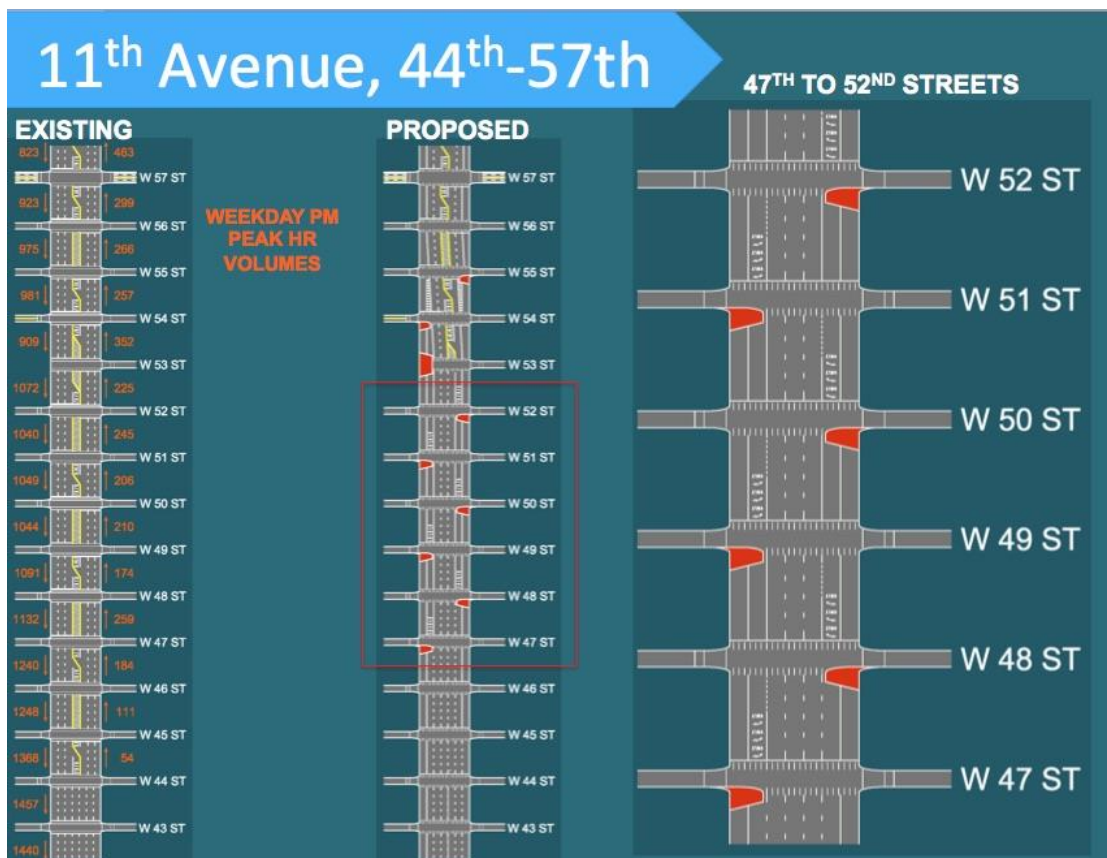 11th Avenue, 44th-57th
47TH TO 52ND STREETS
EXISTING
PROPOSED
WEEKDAY PM
PEAK HR
VOLUMES
823 463
W 57 ST
923 299
W 56 ST
975 266
W 55 ST
981 257
W 54 ST
909 352
W 53 ST
1072 225
W 52 ST
1040 245
W 51 ST
1049 206
W 50 ST
1044 210
W 49 ST
1091 174
W 48 ST
1132 259
W 47 ST
1240 184
W 46 ST
1248 111
W 45 ST
1368 54
W 44 ST
1457
W 43 ST
1440
W 57 ST
W 56 ST
W 55 ST
W 54 ST
W 53 ST
W 52 ST
W 51 ST
W 50 ST
W 49 ST
W 48 ST
W 47 ST
W 46 ST
W 45 ST
W 44 ST
W 43 ST
W 52 ST
W 51 ST
W 50 ST
W 49 ST
W 48 ST
W 47 ST